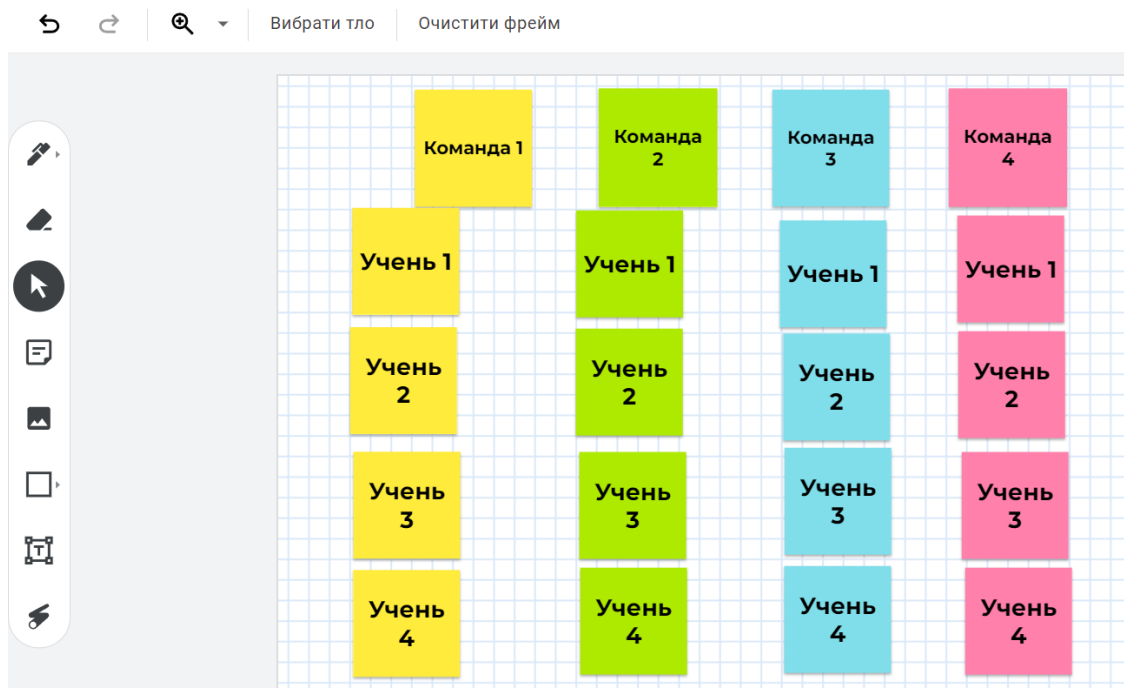 Вибрати тло
Очистити фрейм
Команда 1
Команда
2
Команда
3
Команда
4
Учень 1
Учень 1
Учень 1
Учень 1
Учень
2
Учень
2
Учень
2
Учень
2
Учень
3
Учень
3
Учень
3
Учень
3
Учень
4
Учень
4
Учень
4
Учень
4